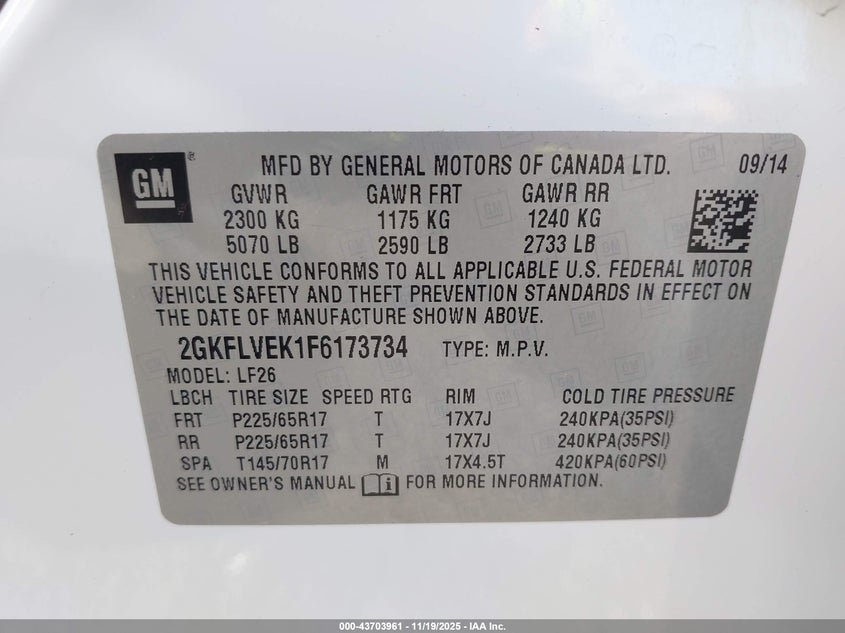 GM ® MFD BY GENERAL MOTORS OF CANADA LTD. 09/14
GVWR GAWR FRT GAWR RR
2300 KG 1175 KG 1240 KG
5070 LB 2590 LB 2733 LB
THIS VEHICLE CONFORMS TO ALL APPLICABLE U.S. FEDERAL MOTOR
VEHICLE SAFETY AND THEFT PREVENTION STANDARDS IN EFFECT ON
THE DATE OF MANUFACTURE SHOWN ABOVE.
2GKFLVEK1F6173734 TYPE: M.P.V.
MODEL: LF26
LBCH TIRE SIZE SPEED RTG RIM COLD TIRE PRESSURE
FRT P225/65R17 T 17X7J 240KPA(35PSI)
RR P225/65R17 T 17X7J 240KPA(35PSI)
SPA T145/70R17 M 17X4.5T 420KPA(60PSI)
SEE OWNER'S MANUAL i FOR MORE INFORMATION.
000-43703961 - 11/19/2025 - IAA Inc.